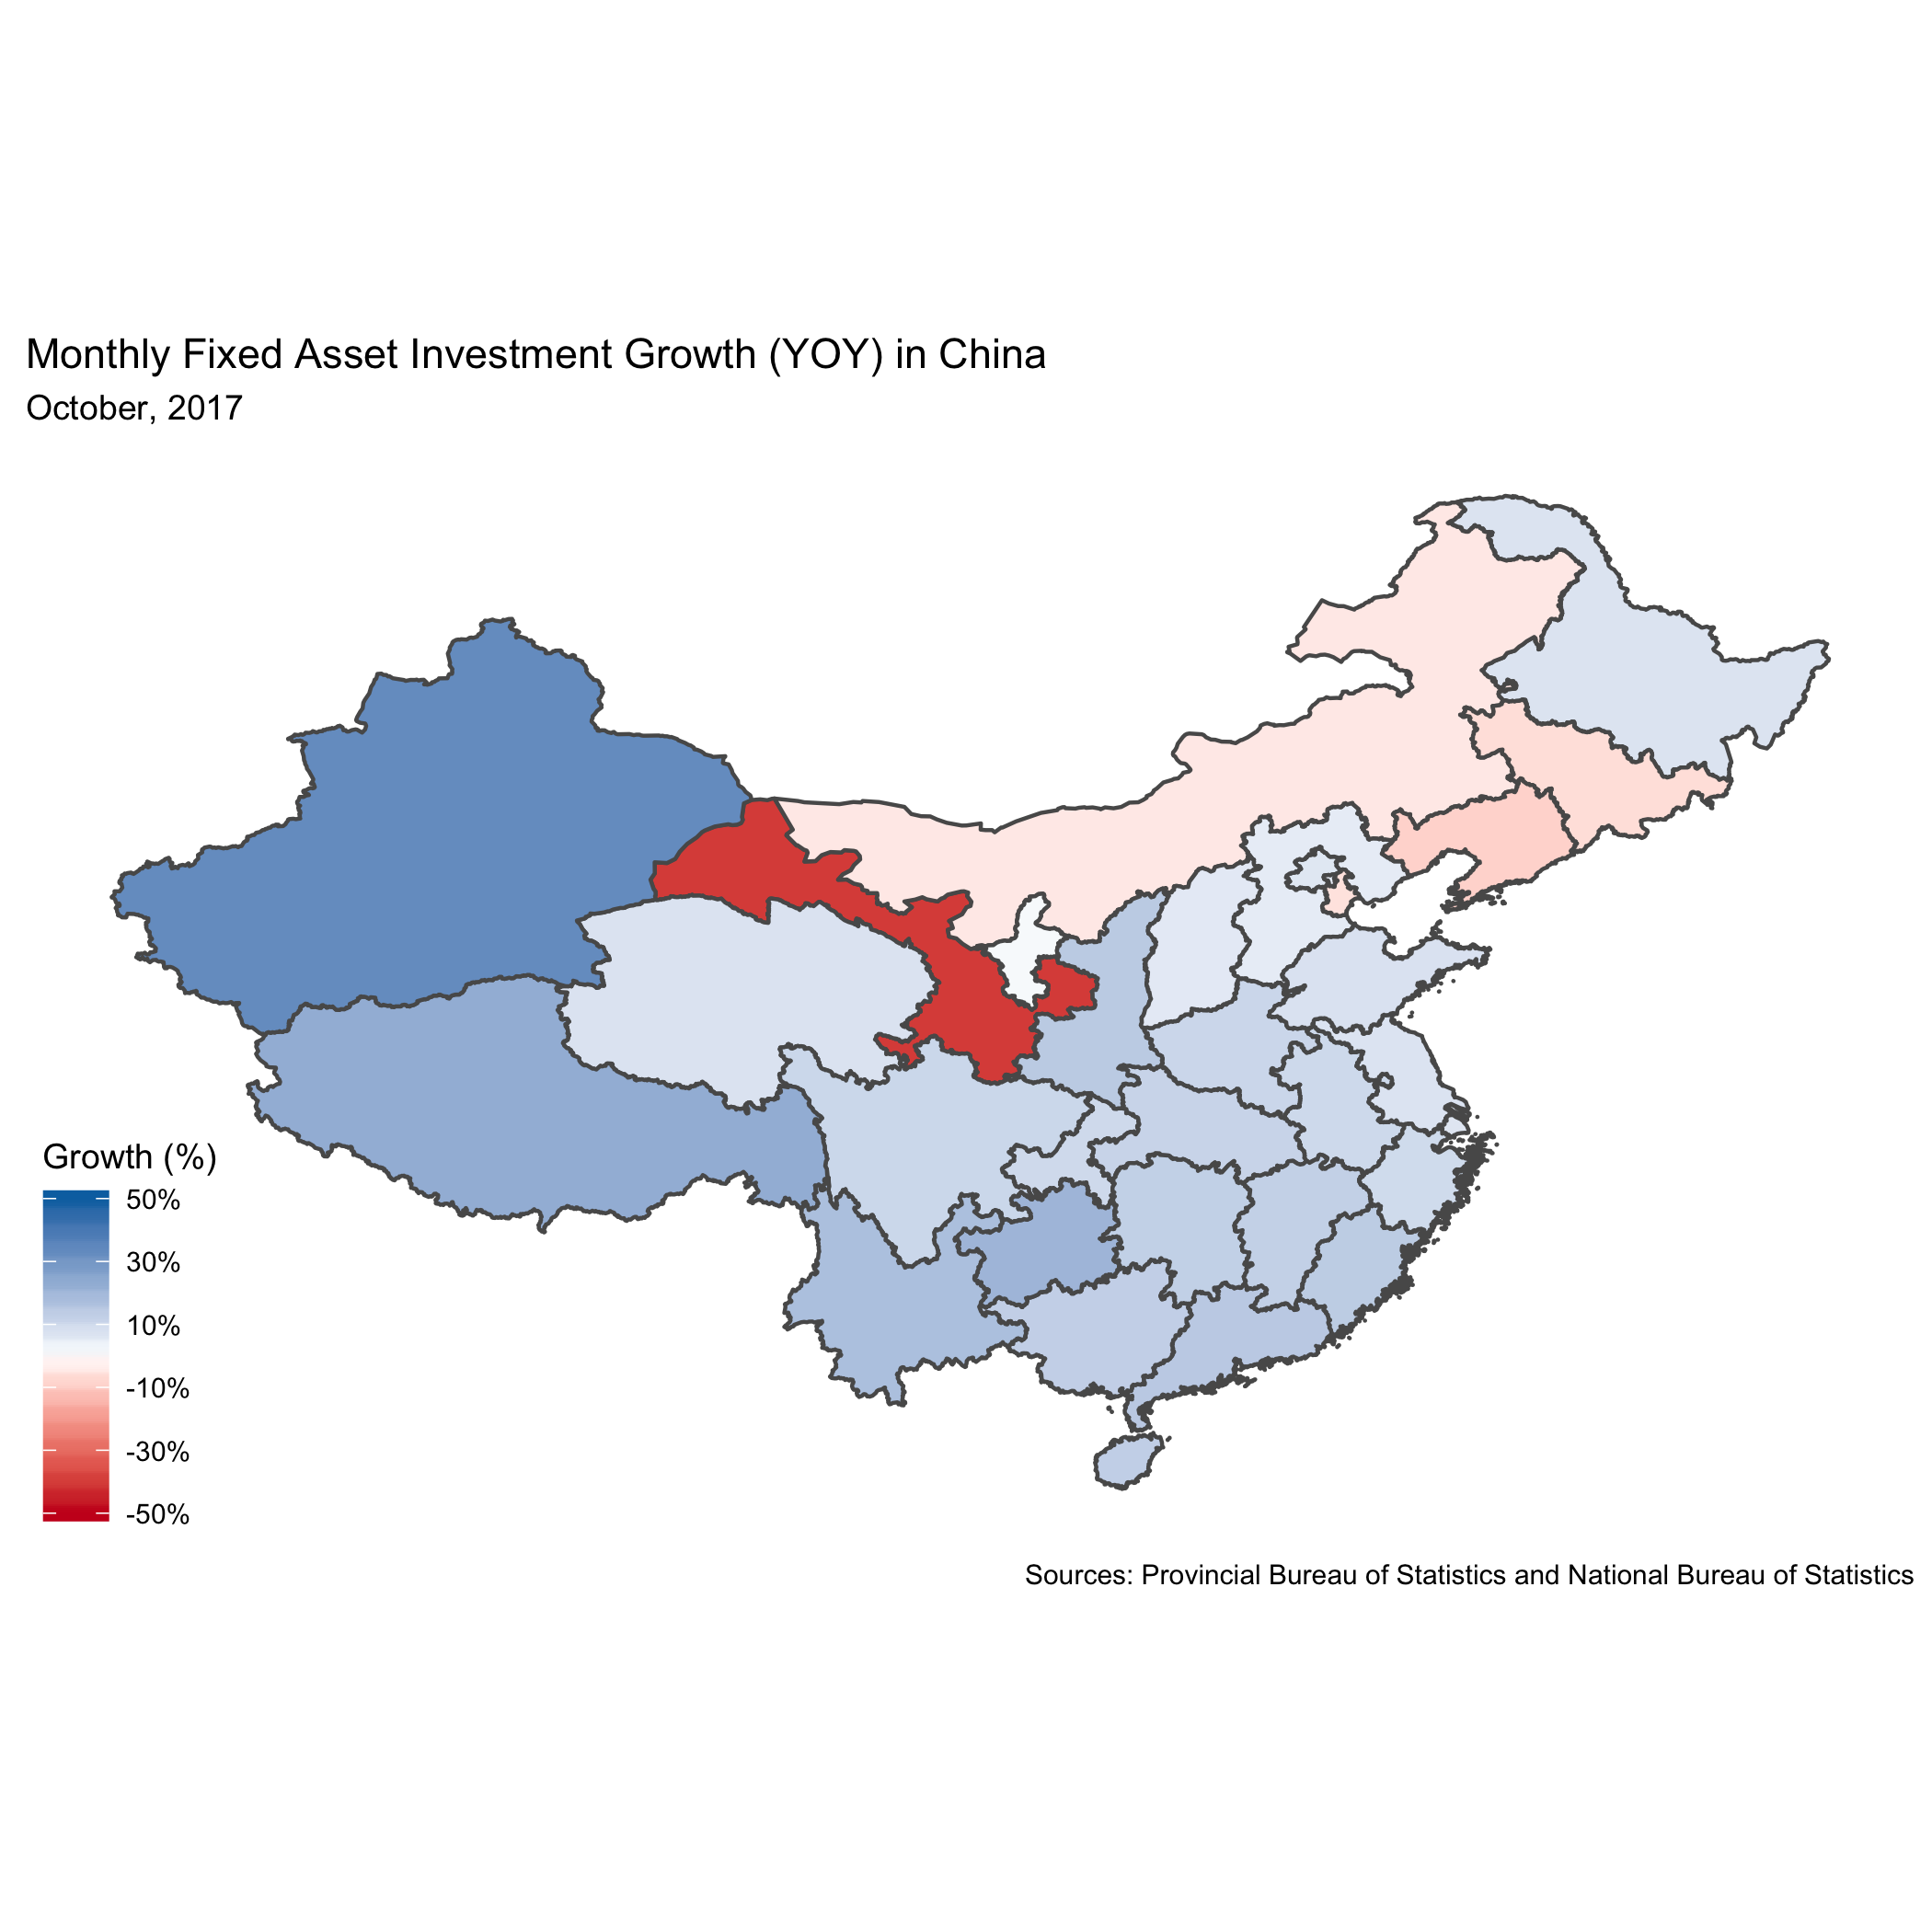 Monthly Fixed Asset Investment Growth (YOY) in China
October, 2017
Growth (%)
50%
30%
10%
-10%
-30%
-50%
Sources: Provincial Bureau of Statistics and National Bureau of Statistics